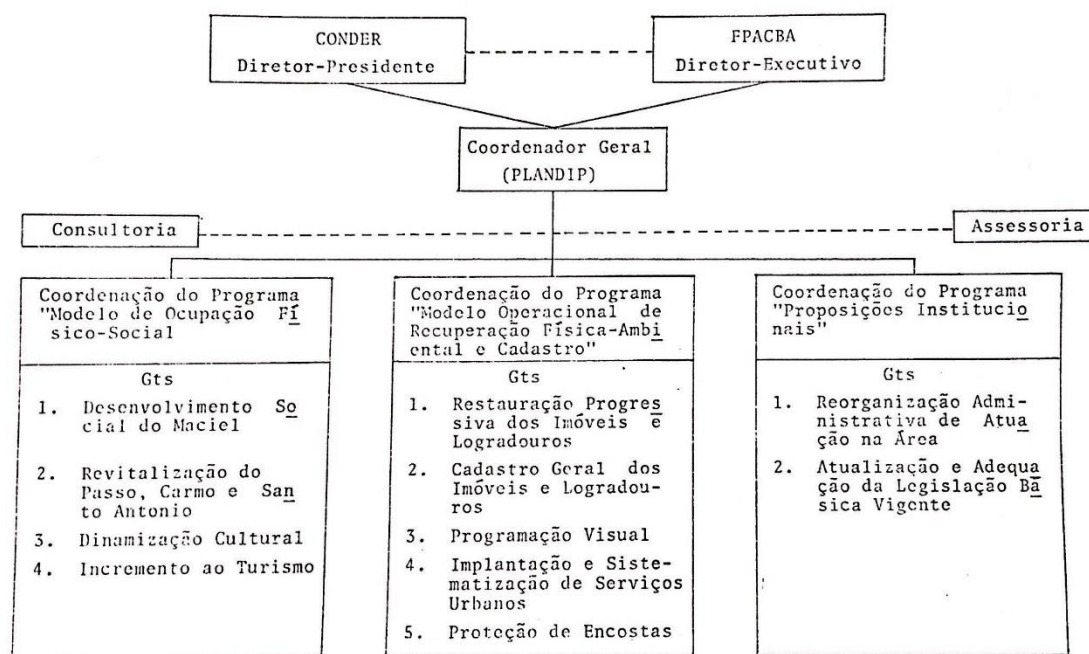 CONDER
Diretor-Presidente
FPACBA
Diretor-Executivo
Coordenador Geral
(PLANDIP)
Consultoria
Assessoria
Coordenação do Programa
"Modelo de Ocupação Fí
sico-Social
Gts
1. Desenvolvimento So
cial do Maciel
2. Revitalização do
Passo, Carmo e San
to Antonio
3. Dinamização Cultural
4. Incremento ao Turismo
Coordenação do Programa
"Modelo Operacional de
Recuperação Física-Ambi
ental e Cadastro"
Gts
1. Restauração Progres
siva dos Imóveis e
Logradouros
2. Cadastro Geral dos
Imóveis e Logradou-
ros
3. Programação Visual
4. Implantação e Siste-
matização de Serviços
Urbanos
5. Proteção de Encostas
Coordenação do Programa
"Proposições Institucio
nais"
Gts
1. Reorganização Admi-
nistrativa de Atua
ção na Área
2. Atualização e Adequa
ção da Legislação Bá
sica Vigente